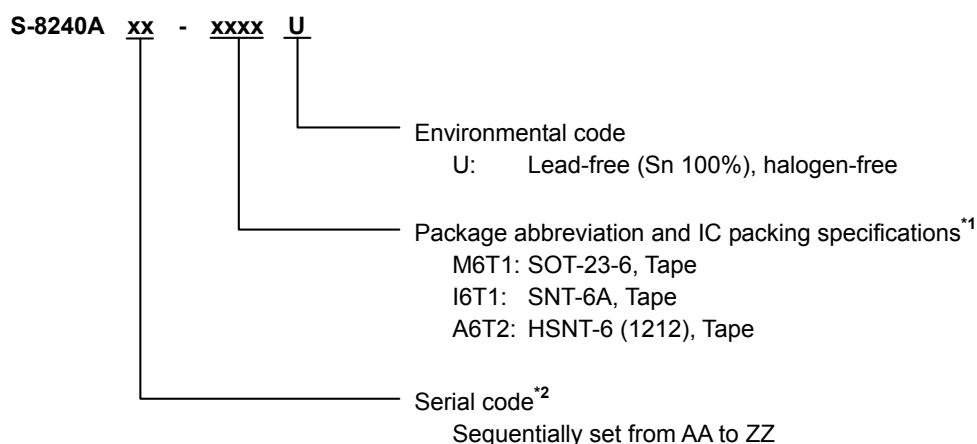 S-8240A xx - xxxx U
Environmental code
U: Lead-free (Sn 100%), halogen-free
Package abbreviation and IC packing specifications*1
M6T1: SOT-23-6, Tape
I6T1: SNT-6A, Tape
A6T2: HSNT-6 (1212), Tape
Serial code*2
Sequentially set from AA to ZZ